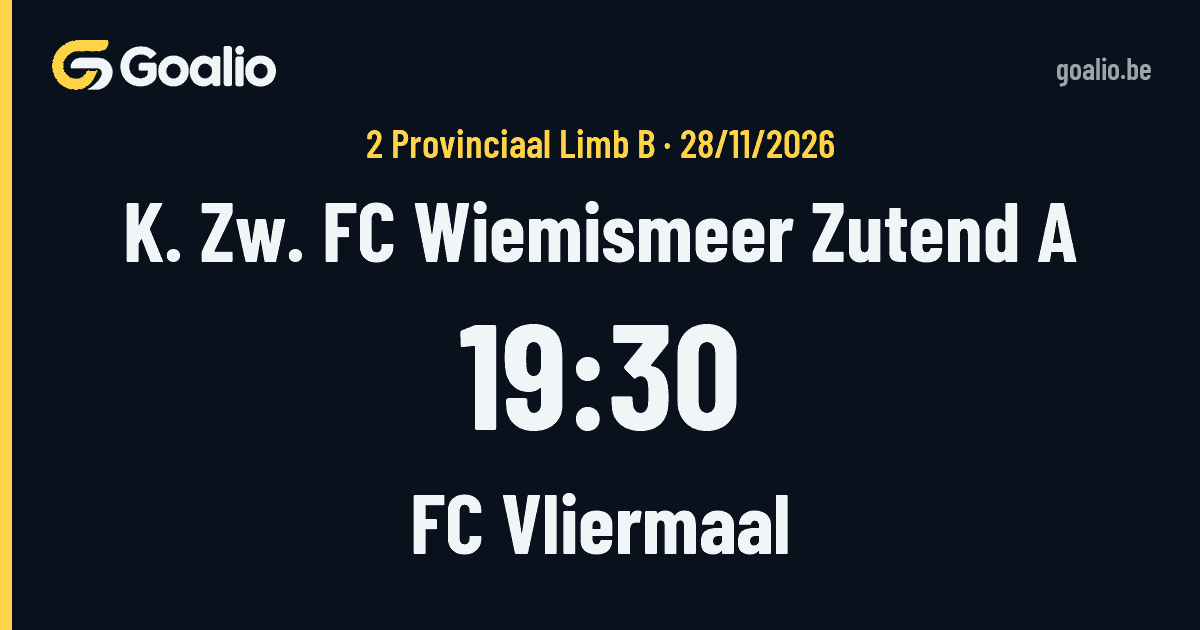 Goalio
goalio.be
2 Provinciaal Limb B · 28/11/2026
K. Zw. FC Wiemismeer Zutend A
19:30
FC Vliermaal